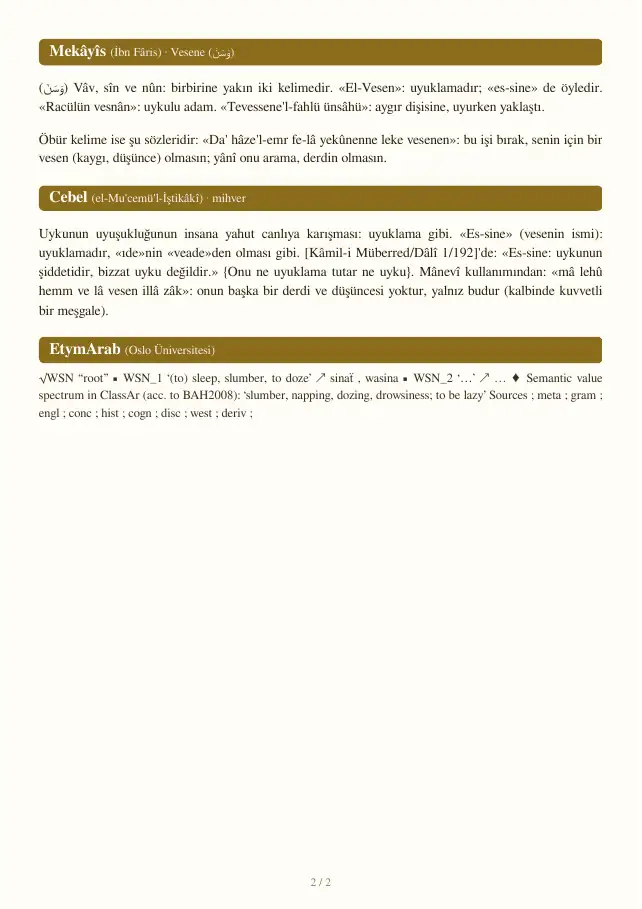 Mekâyîs (İbn Fâris) · Vesene (وَسَنَ)
(وَسَنَ) Vâv, sîn ve nûn: birbirine yakın iki kelimedir. «El-Vesen»: uyuklamadır; «es-sine» de öyledir.
«Racülün vesnân»: uykulu adam. «Tevessene'l-fahlü ünsâhü»: aygır dişisine, uyurken yaklaştı.
Öbür kelime ise şu sözleridir: «Da' hâze'l-emr fe-lâ yekûnenne leke vesenen»: bu işi bırak, senin için bir
vesen (kaygı, düşünce) olmasın; yânî onu arama, derdin olmasın.
Cebel (el-Mu'cemü'l-İştikâkî) · mihver
Uykunun uyuşukluğunun insana yahut canlıya karışması: uyuklama gibi. «Es-sine» (vesenin ismi):
uyuklamadır, «ıde»nin «veade»den olması gibi. [Kâmil-i Müberred/Dâlî 1/192]'de: «Es-sine: uykunun
şiddetidir, bizzat uyku değildir.» {Onu ne uyuklama tutar ne uyku}. Mânevî kullanımından: «mâ lehû
hemm ve lâ vesen illâ zâk»: onun başka bir derdi ve düşüncesi yoktur, yalnız budur (kalbinde kuvvetli
bir meşgale).
EtymArab (Oslo Üniversitesi)
√WSN “root” ▪ WSN_1 ‘(to) sleep, slumber, to doze’ ↗ sinaẗ , wasina ▪ WSN_2 ‘…’ ↗ … ♦ Semantic value
spectrum in ClassAr (acc. to BAH2008): ‘slumber, napping, dozing, drowsiness; to be lazy’ Sources ; meta ; gram ;
engl ; conc ; hist ; cogn ; disc ; west ; deriv ;
2 / 2